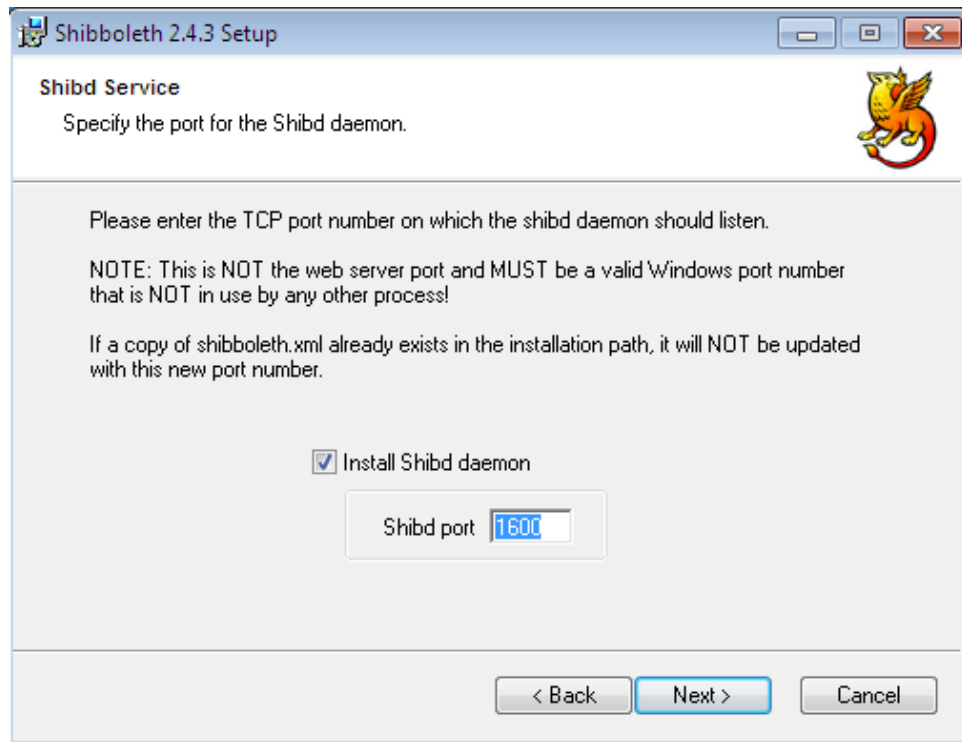 Shibboleth 2.4.3 Setup
Shibd Service
Specify the port for the Shibd daemon.
Please enter the TCP port number on which the shibd daemon should listen.
NOTE: This is NOT the web server port and MUST be a valid Windows port number
that is NOT in use by any other process!
If a copy of shibboleth.xml already exists in the installation path, it will NOT be updated
with this new port number.
Install Shibd daemon
Shibd port 1600
< Back Next > Cancel